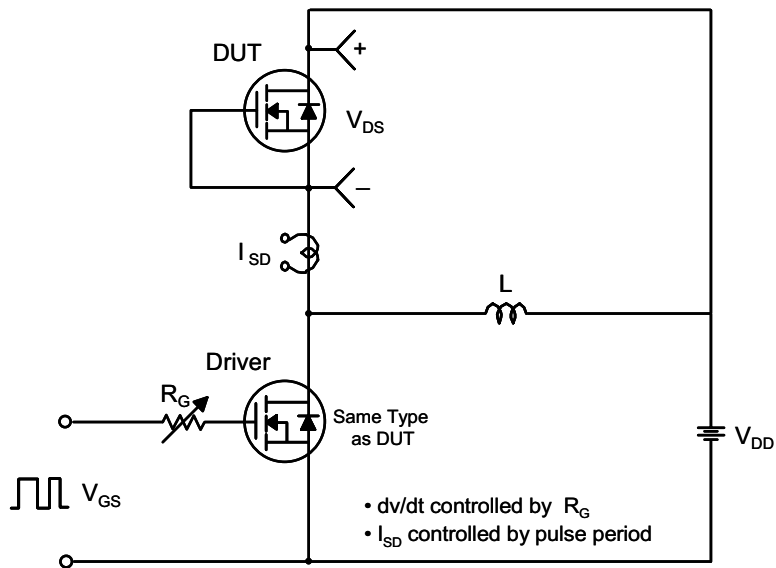 DUT
+
V_DS
–
I_SD
L
Driver
R_G
Same Type
as DUT
V_DD
V_GS
• dv/dt controlled by R_G
• I_SD controlled by pulse period